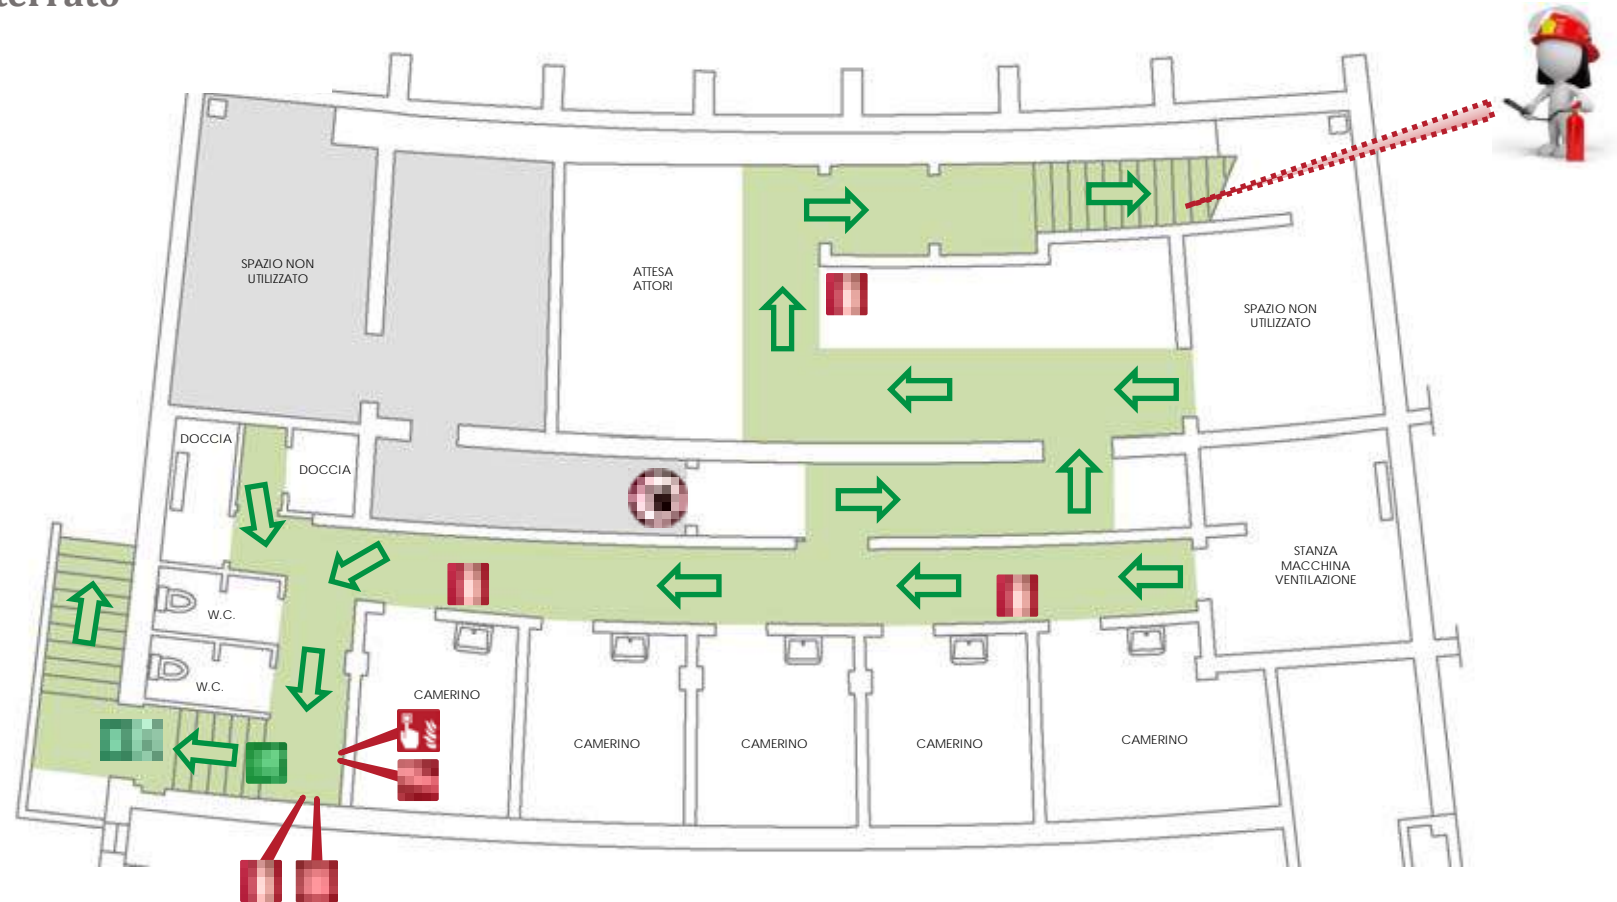 SPAZIO NON
UTILIZZATO
ATTESA
ATTORI
SPAZIO NON
UTILIZZATO
DOCCIA
DOCCIA
STANZA
MACCHINA
VENTILAZIONE
W.C.
W.C.
CAMERINO
CAMERINO
CAMERINO
CAMERINO
CAMERINO